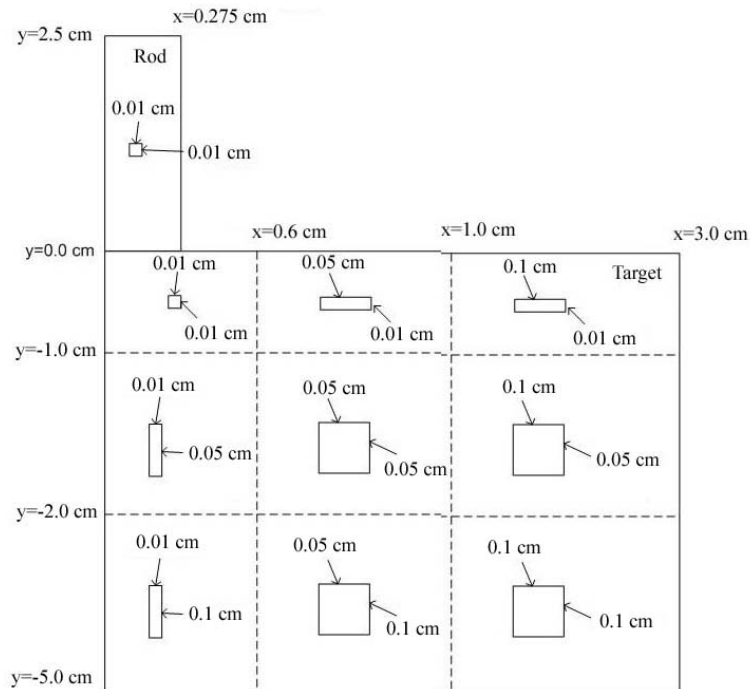 x=0.275 cm
y=2.5 cm
Rod
0.01 cm
0.01 cm
x=0.6 cm
x=1.0 cm
x=3.0 cm
y=0.0 cm
0.01 cm
0.05 cm
0.1 cm
Target
0.01 cm
0.01 cm
0.01 cm
y=-1.0 cm
0.01 cm
0.05 cm
0.1 cm
0.05 cm
0.05 cm
0.05 cm
y=-2.0 cm
0.01 cm
0.05 cm
0.1 cm
0.1 cm
0.1 cm
0.1 cm
y=-5.0 cm